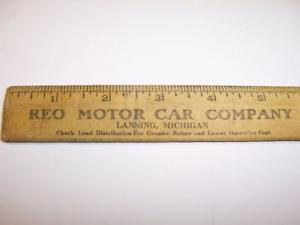 1 2 3 4 5
REO MOTOR CAR COMPANY
LANSING, MICHIGAN
Check Load Distribution For Greater Safety and Lower Operation Cost.